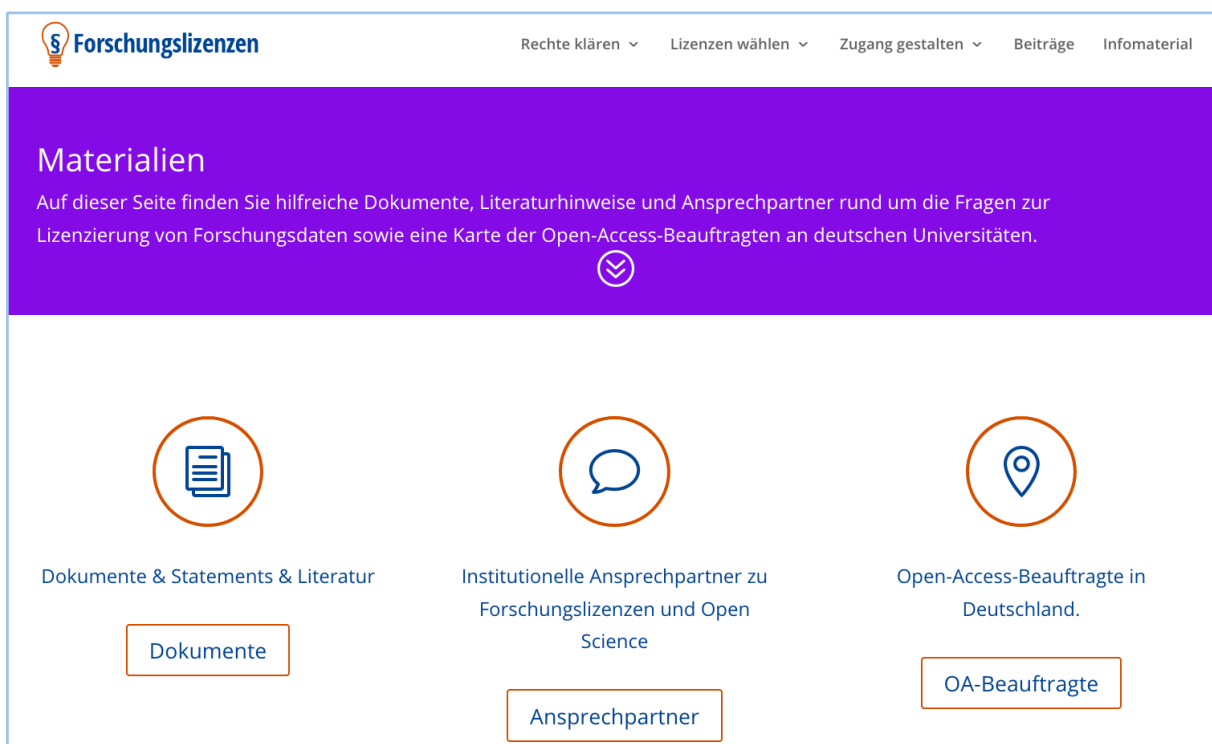 § Forschungslizenzen
Rechte klären Lizenzen wählen Zugang gestalten Beiträge Infomaterial
Materialien
Auf dieser Seite finden Sie hilfreiche Dokumente, Literaturhinweise und Ansprechpartner rund um die Fragen zur
Lizenzierung von Forschungsdaten sowie eine Karte der Open-Access-Beauftragten an deutschen Universitäten.
Dokumente & Statements & Literatur
Dokumente
Institutionelle Ansprechpartner zu
Forschungslizenzen und Open
Science
Ansprechpartner
Open-Access-Beauftragte in
Deutschland.
OA-Beauftragte